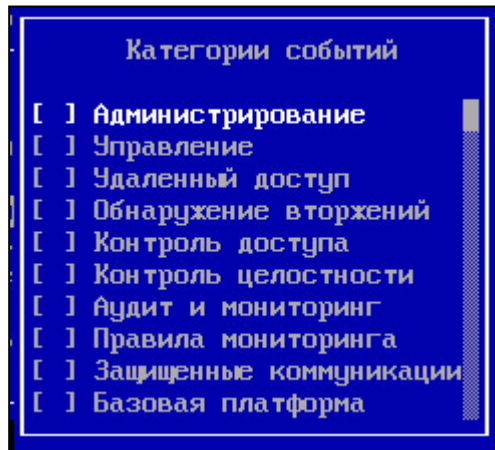 Категории событий
[ ] Администрирование
[ ] Управление
[ ] Удаленный доступ
[ ] Обнаружение вторжений
[ ] Контроль доступа
[ ] Контроль целостности
[ ] Аудит и мониторинг
[ ] Правила мониторинга
[ ] Защищенные коммуникации
[ ] Базовая платформа